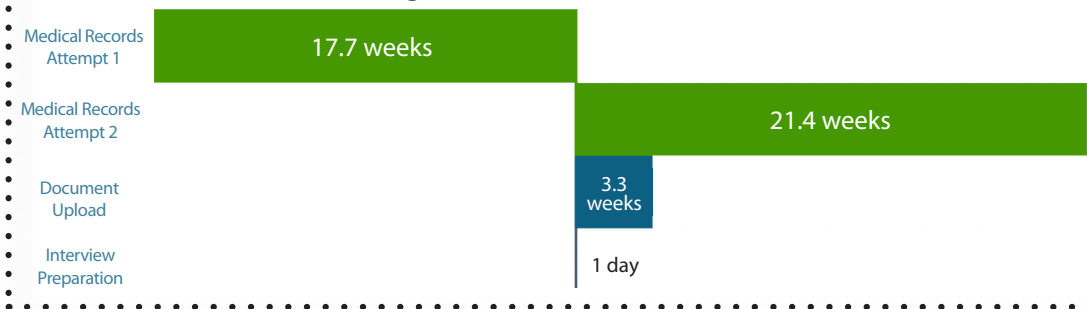 Medical Records
Attempt 1
17.7 weeks
Medical Records
Attempt 2
21.4 weeks
Document
Upload
3.3
weeks
Interview
Preparation
1 day